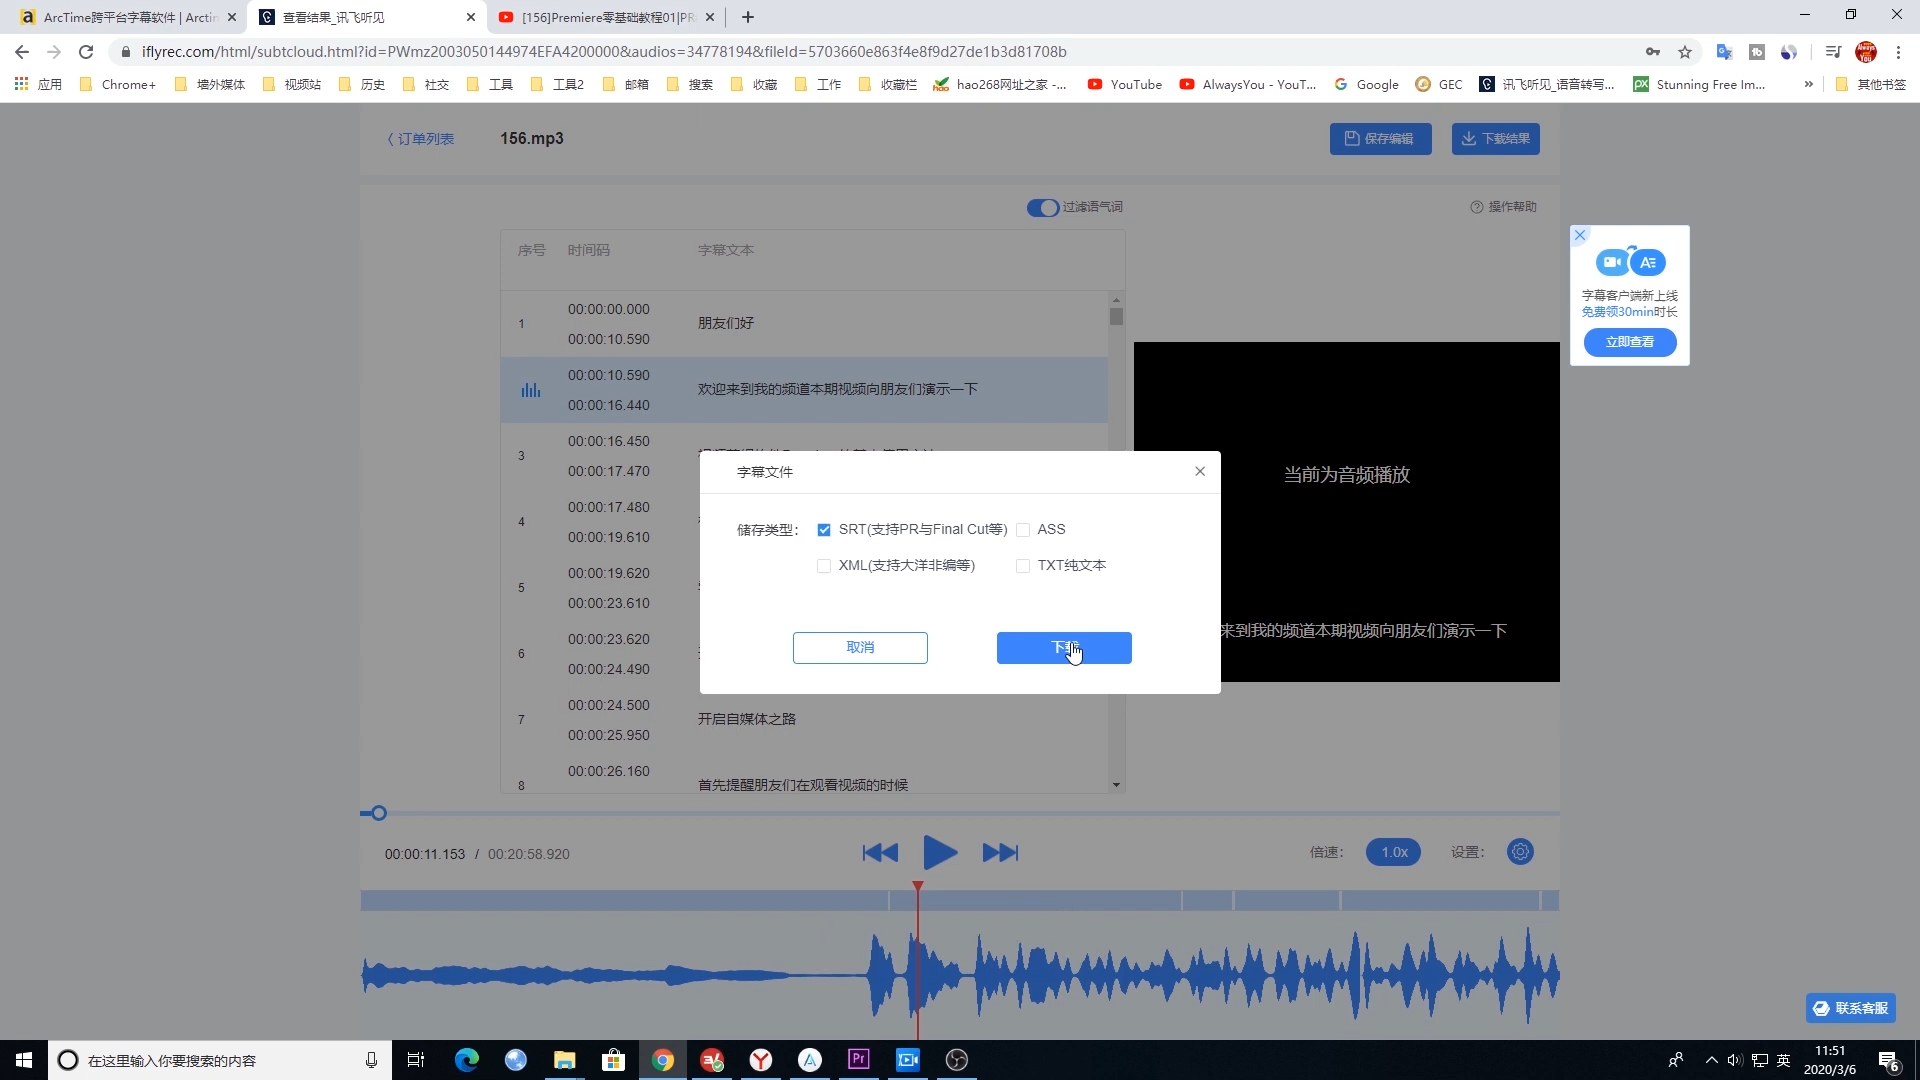 ArcTime跨平台字幕软件 | Arctim
查看结果_讯飞听见
[156]Premiere零基础教程01|PR
iflyrec.com/html/subtcloud.html?id=PWmz2003050144974EFA4200000&audios=34778194&fileId=5703660e863f4e8f9d27de1b3d81708b
应用
Chrome+
墙外媒体
视频站
历史
社交
工具
工具2
邮箱
搜索
收藏
工作
收藏栏
hao268网址之家 -...
YouTube
AlwaysYou - YouT...
Google
GEC
讯飞听见_语音转写...
Stunning Free Im...
»
其他书签
〈 订单列表
156.mp3
保存编辑
下载结果
过滤语气词
操作帮助
序号 时间码 字幕文本
1
00:00:00.000
00:00:10.590
朋友们好
00:00:10.590
00:00:16.440
欢迎来到我的频道本期视频向朋友们演示一下
3
00:00:16.450
00:00:17.470
4
00:00:17.480
00:00:19.610
5
00:00:19.620
00:00:23.610
6
00:00:23.620
00:00:24.490
7
00:00:24.500
00:00:25.950
开启自媒体之路
8
00:00:26.160
首先提醒朋友们在观看视频的时候
当前为音频播放
来到我的频道本期视频向朋友们演示一下
字幕客户端新上线
免费领30min时长
立即查看
字幕文件
储存类型：
SRT(支持PR与Final Cut等)
ASS
XML(支持大洋非编等)
TXT纯文本
取消
下载
00:00:11.153 / 00:20:58.920
倍速：
1.0x
设置：
联系客服
在这里输入你要搜索的内容
Pr
英
11:51
2020/3/6
6